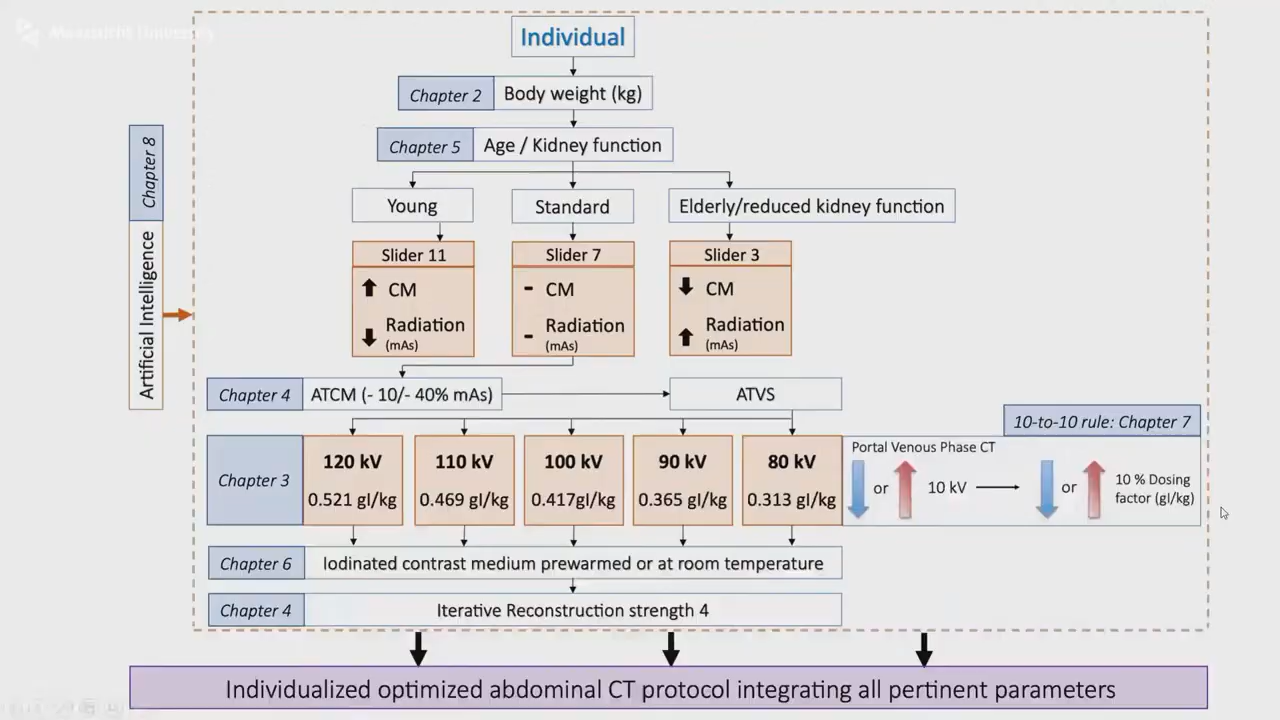 Maastricht University
Individual
Chapter 2 Body weight (kg)
Chapter 5 Age / Kidney function
Chapter 8
Artificial Intelligence
Young Standard Elderly/reduced kidney function
Slider 11 Slider 7 Slider 3
CM - CM CM
Radiation - Radiation Radiation
(mAs) (mAs) (mAs)
Chapter 4 ATCM (- 10/- 40% mAs) ATVS
10-to-10 rule: Chapter 7
Chapter 3
120 kV 110 kV 100 kV 90 kV 80 kV
0.521 gI/kg 0.469 gI/kg 0.417gI/kg 0.365 gI/kg 0.313 gI/kg
Portal Venous Phase CT
or 10 kV or 10 % Dosing
factor (gI/kg)
Chapter 6 Iodinated contrast medium prewarmed or at room temperature
Chapter 4 Iterative Reconstruction strength 4
Individualized optimized abdominal CT protocol integrating all pertinent parameters